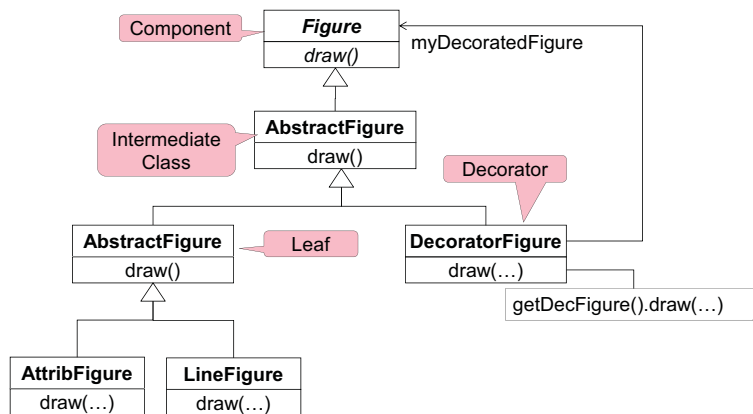 Component
Figure
draw()
myDecoratedFigure
Intermediate
Class
AbstractFigure
draw()
Decorator
AbstractFigure
draw()
Leaf
DecoratorFigure
draw(…)
getDecFigure().draw(…)
AttribFigure
draw(…)
LineFigure
draw(…)